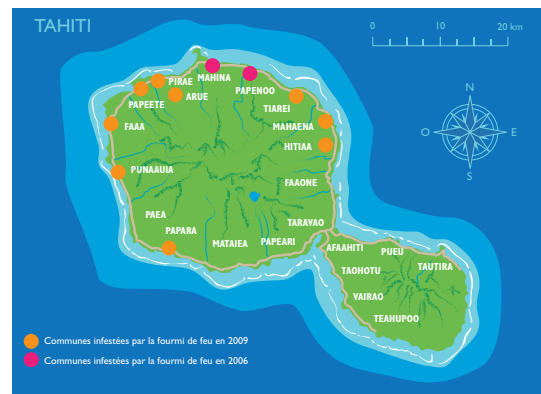 TAHITI
0 10 20 km
PIRAE
MAHINA
ARUE
PAPENOO
PAPEETE
TIAREI
FAAA
MAHAENA
HITIAA
PUNAAUIA
FAAONE
PAEA
TARAVAO
PAPARA
MATAIEA
PAPEARI
AFAAHITI
PUEU
TAUTIRA
TAOHOTU
VAIRAO
TEAHUPOO
N
O
E
S
Communes infestées par la fourmi de feu en 2009
Communes infestées par la fourmi de feu en 2006